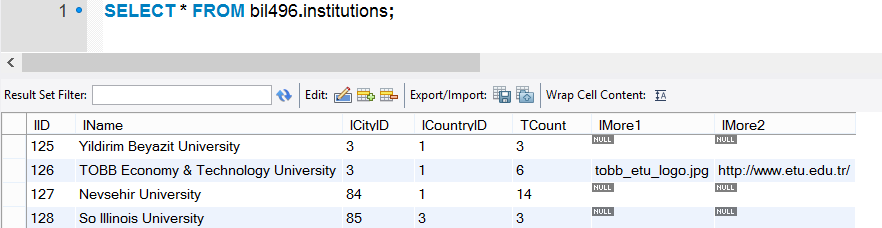 1 SELECT * FROM bil496.institutions;
Result Set Filter: Edit: Export/Import: Wrap Cell Content:
IID IName ICityID ICountryID TCount IMore1 IMore2
125 Yildirim Beyazit University 3 1 3 NULL NULL
126 TOBB Economy & Technology University 3 1 6 tobb_etu_logo.jpg http://www.etu.edu.tr/
127 Nevsehir University 84 1 14 NULL NULL
128 So Illinois University 85 3 3 NULL NULL